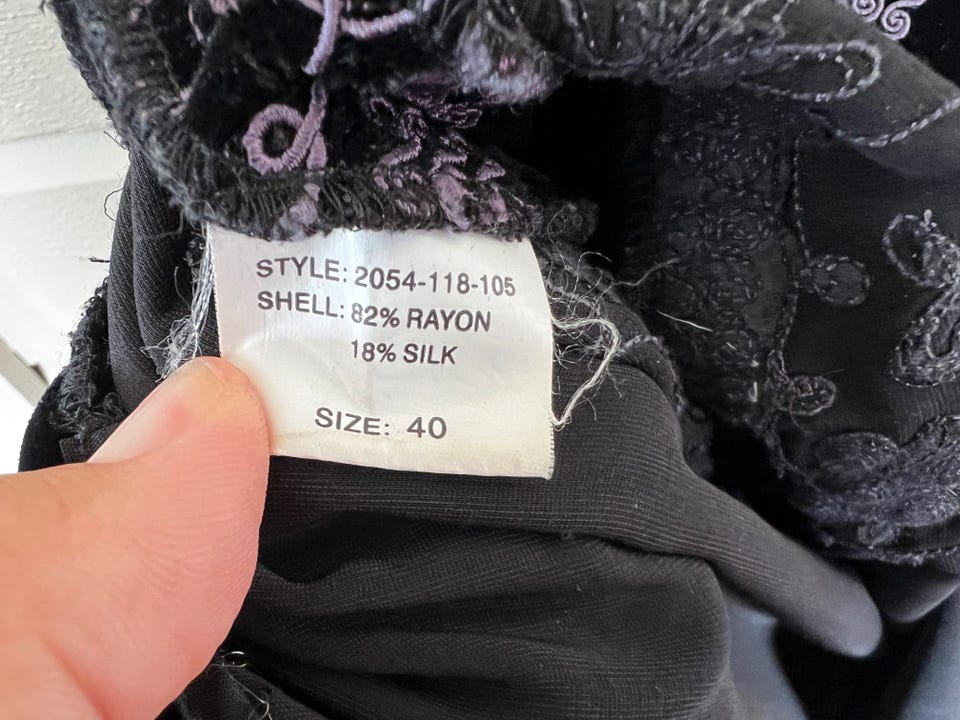 STYLE: 2054-118-105
SHELL: 82% RAYON
18% SILK
SIZE: 40